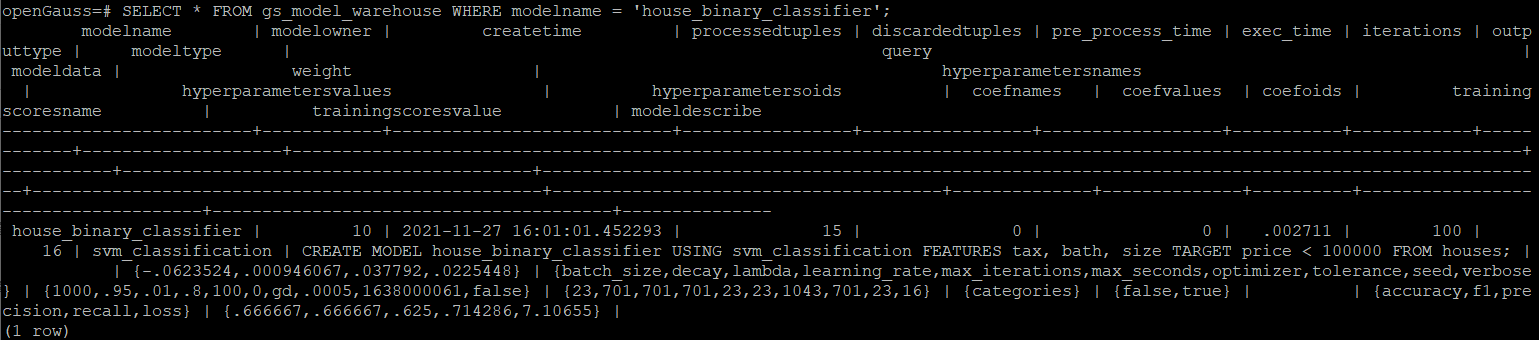 openGauss=# SELECT * FROM gs_model_warehouse WHERE modelname = 'house_binary_classifier';
modelname | modelowner | createtime | processedtuples | discardedtuples | pre_process_time | exec_time | iterations | outp
uttype | modeltype | query |
modeldata | weight | hyperparametersnames
| hyperparametersvalues | hyperparametersoids | coefnames | coefvalues | coefoids | training
scoresname | trainingscoresvalue | modeldescribe
-------------------------+------------+----------------------------+-----------------+-----------------+------------------+-----------+------------+-----
-------+--------------------+---------------------------------------------------------------------------------------------------------------------------+
-----------+-----------------------------------------+-----------------------------------------------------------------------------
--+---------------------------------------------------+---------------------------------------+-------------+--------------+----------+-----------------
--------------------+----------------------------------------+---------------
house_binary_classifier | 10 | 2021-11-27 16:01:01.452293 | 15 | 0 | 0 | .002711 | 100 |
16 | svm_classification | CREATE MODEL house_binary_classifier USING svm_classification FEATURES tax, bath, size TARGET price < 100000 FROM houses; |
| {-.0623524,.000946067,.037792,.0225448} | {batch_size,decay,lambda,learning_rate,max_iterations,max_seconds,optimizer,tolerance,seed,verbose
} | {1000,.95,.01,.8,100,0,gd,.0005,1638000061,false} | {23,701,701,701,23,23,1043,701,23,16} | {categories} | {false,true} | | {accuracy,f1,pre
cision,recall,loss} | {.666667,.666667,.625,.714286,7.10655} |
(1 row)